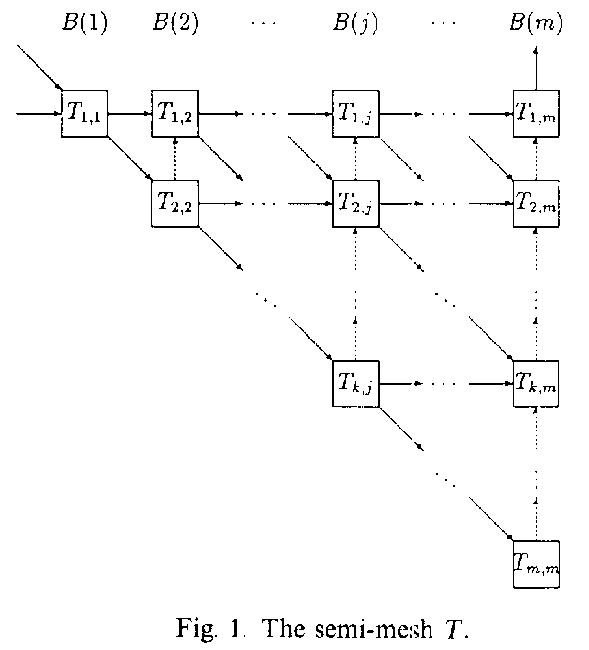 B(1) B(2) ··· B(j) ··· B(m)
T1,1 T1,2 ··· T1,j ··· T1,m
T2,2 ··· T2,j ··· T2,m
Tk,j ··· Tk,m
Tm,m
Fig. 1. The semi-mesh T.